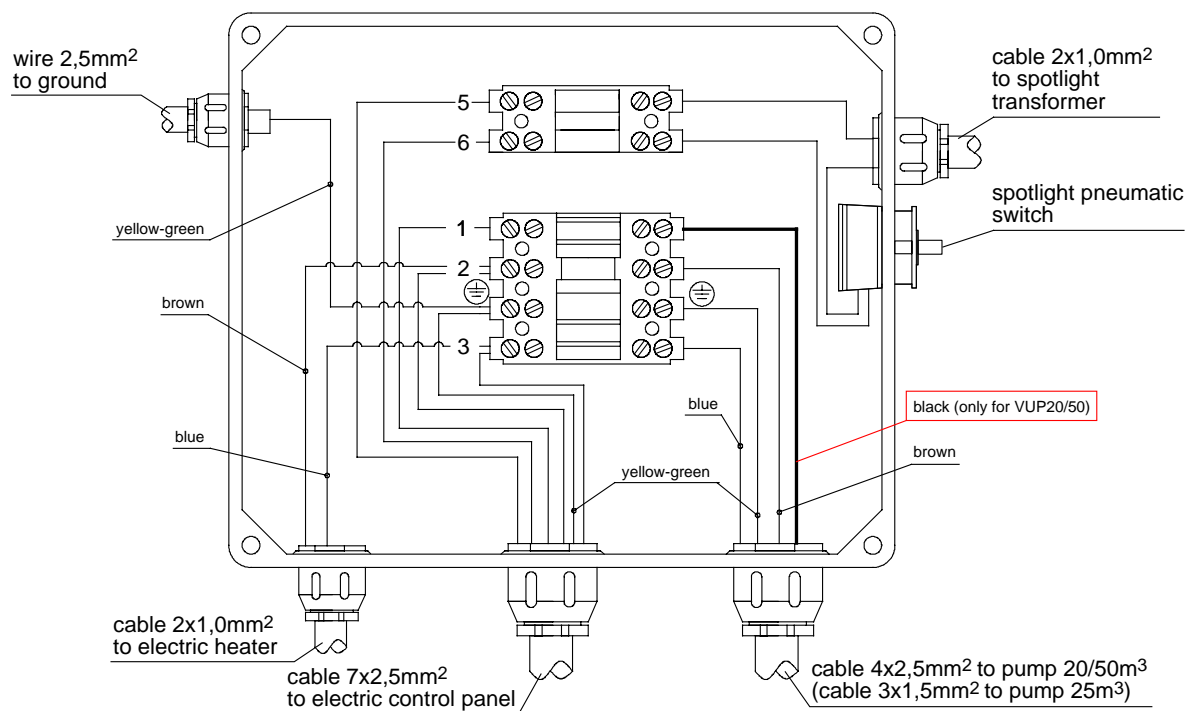 wire 2,5mm²
to ground
cable 2x1,0mm²
to spotlight
transformer
5
6
spotlight pneumatic
switch
yellow-green
1
2
brown
3
blue
black (only for VUP20/50)
blue
brown
yellow-green
cable 2x1,0mm²
to electric heater
cable 7x2,5mm²
to electric control panel
cable 4x2,5mm² to pump 20/50m³
(cable 3x1,5mm² to pump 25m³)